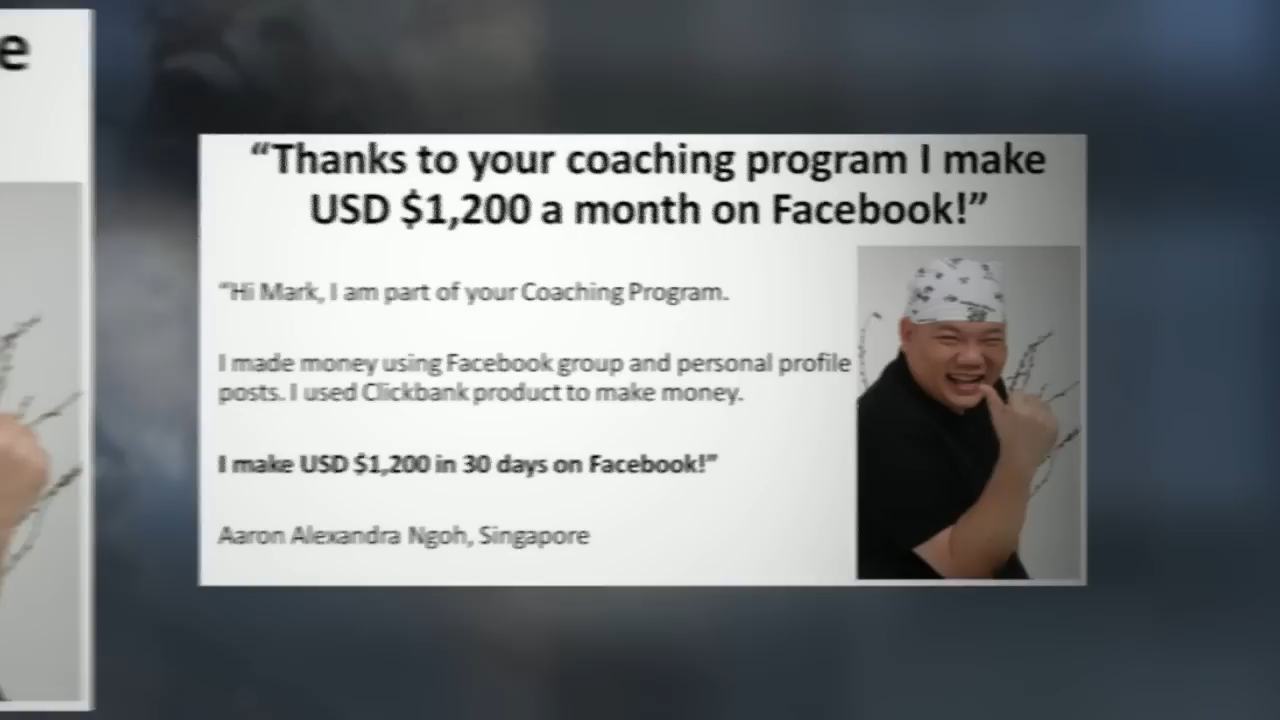 e
“Thanks to your coaching program I make
USD $1,200 a month on Facebook!”
“Hi Mark, I am part of your Coaching Program.
I made money using Facebook group and personal profile
posts. I used Clickbank product to make money.
I make USD $1,200 in 30 days on Facebook!”
Aaron Alexandra Ngoh, Singapore